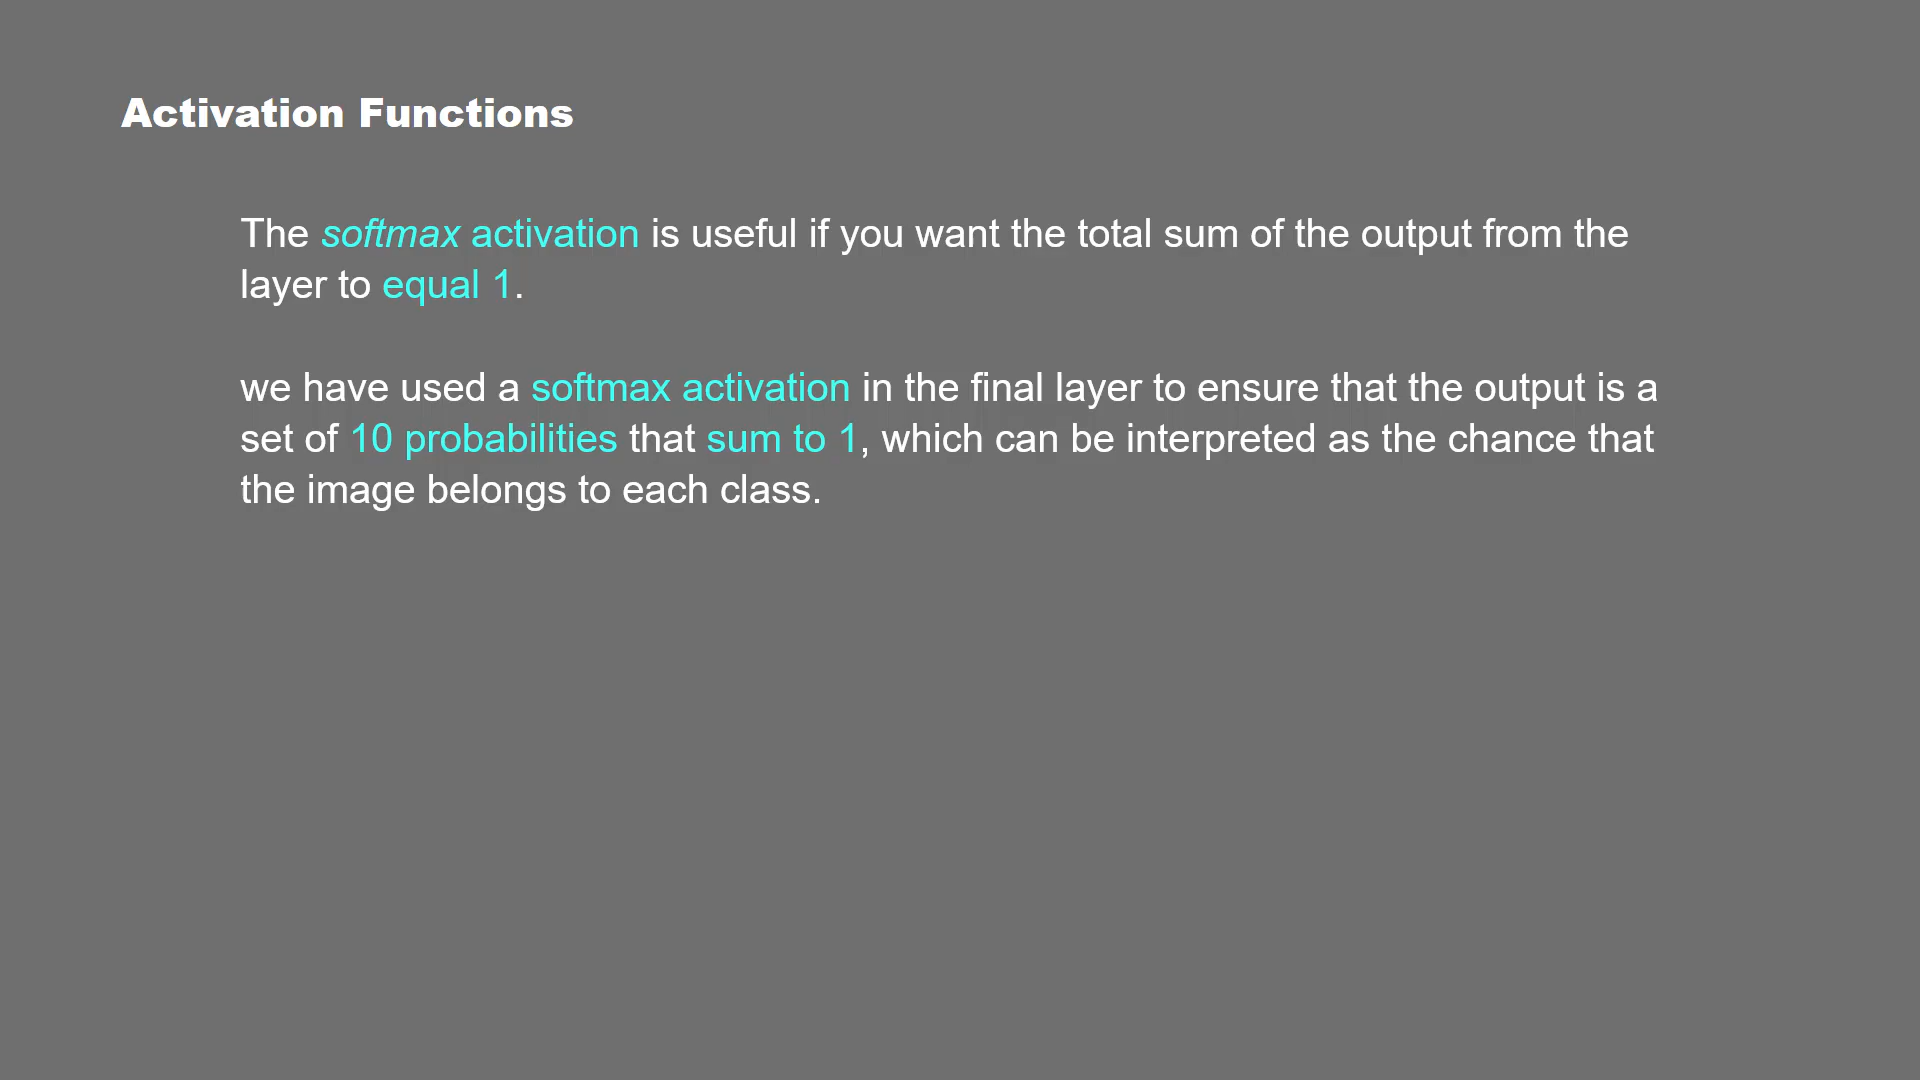 Activation Functions
The softmax activation is useful if you want the total sum of the output from the
layer to equal 1.
we have used a softmax activation in the final layer to ensure that the output is a
set of 10 probabilities that sum to 1, which can be interpreted as the chance that
the image belongs to each class.